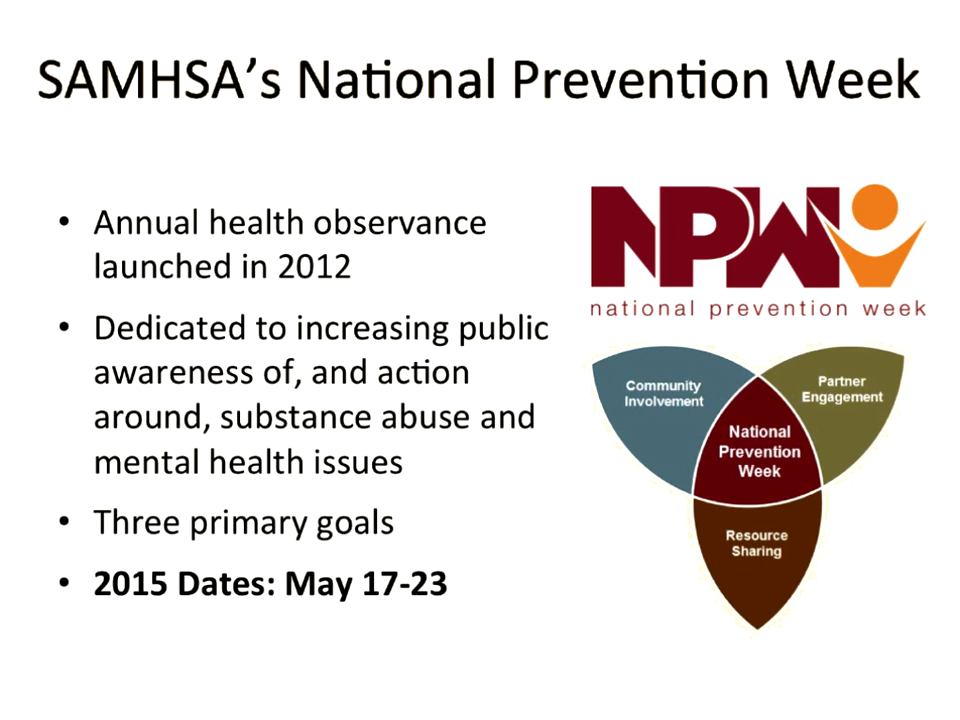 SAMHSA’s National Prevention Week
• Annual health observance
launched in 2012
• Dedicated to increasing public
awareness of, and action
around, substance abuse and
mental health issues
• Three primary goals
• 2015 Dates: May 17-23
NPW
national prevention week
Community
Involvement
Partner
Engagement
National
Prevention
Week
Resource
Sharing